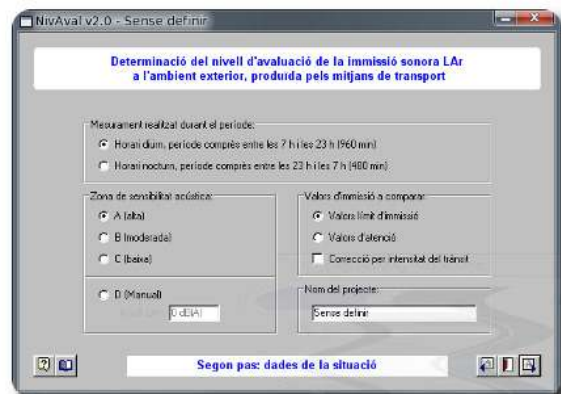 NivAval v2.0 - Sense definir
Determinació del nivell d'avaluació de la immissió sonora LAr
a l'ambient exterior, produïda pels mitjans de transport
Mesurament realitzat durant el període:
Horari diürn, període comprès entre les 7 h i les 23 h (960 min)
Horari nocturn, període comprès entre les 23 h i les 7 h (480 min)
Zona de sensibilitat acústica:
A (alta)
B (moderada)
C (baixa)
D (Manual)
0 dB(A)
Valors d'immissió a comparar:
Valors límit d'immissió
Valors d'atenció
Correcció per intensitat del trànsit
Nom del projecte:
Sense definir
Segon pas: dades de la situació